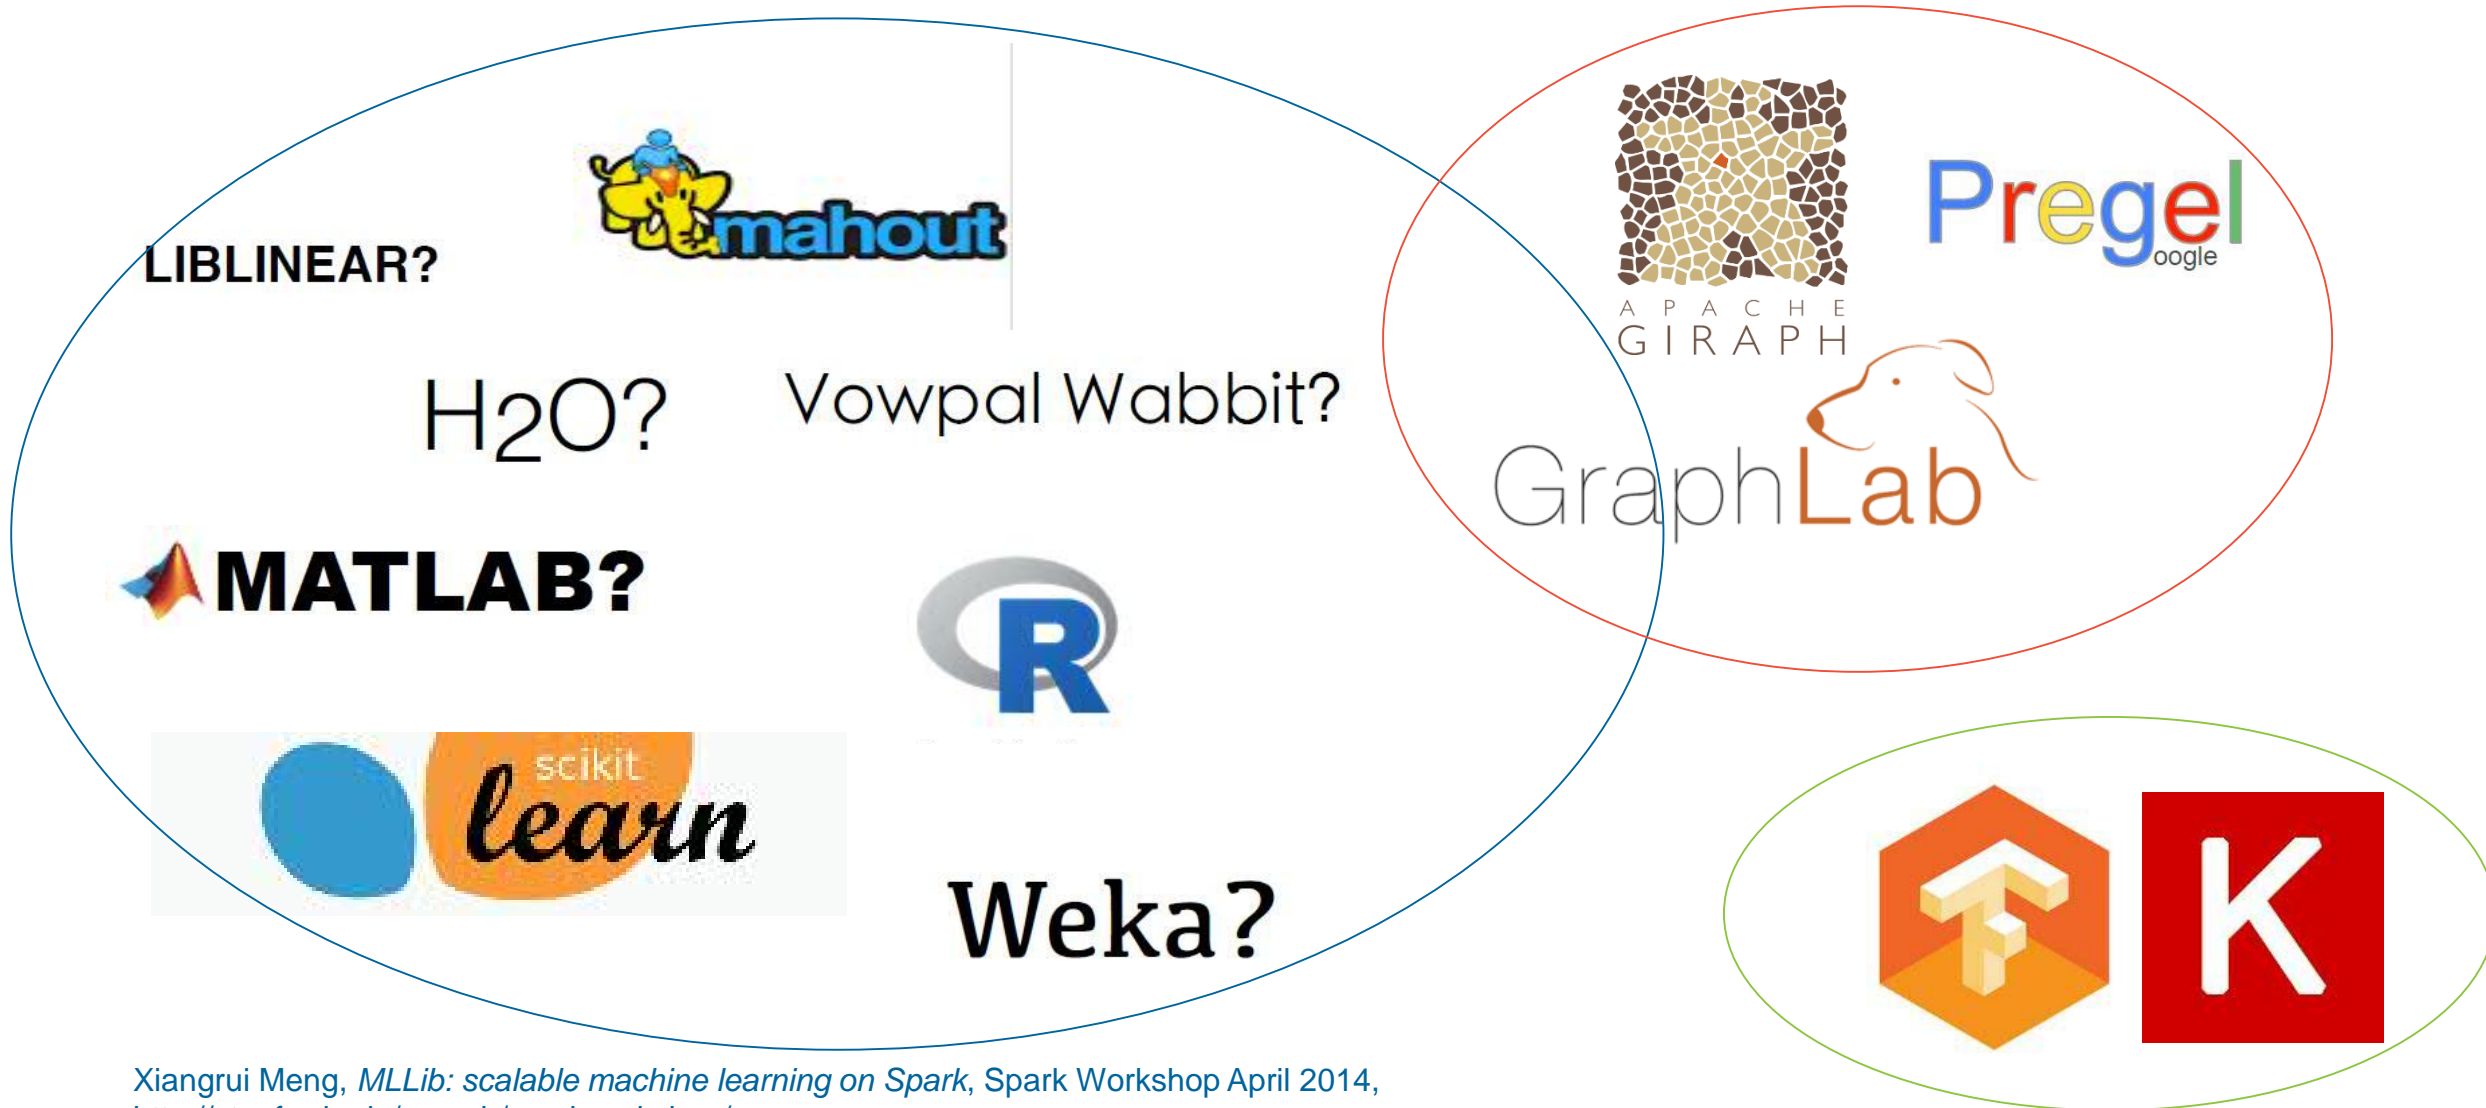 mahout
LIBLINEAR?
H2O?
Vowpal Wabbit?
MATLAB?
R
scikit
learn
Weka?
APACHE
GIRAPH
Pregel
oogle
GraphLab
TF
K
Xiangrui Meng, MLLib: scalable machine learning on Spark, Spark Workshop April 2014,